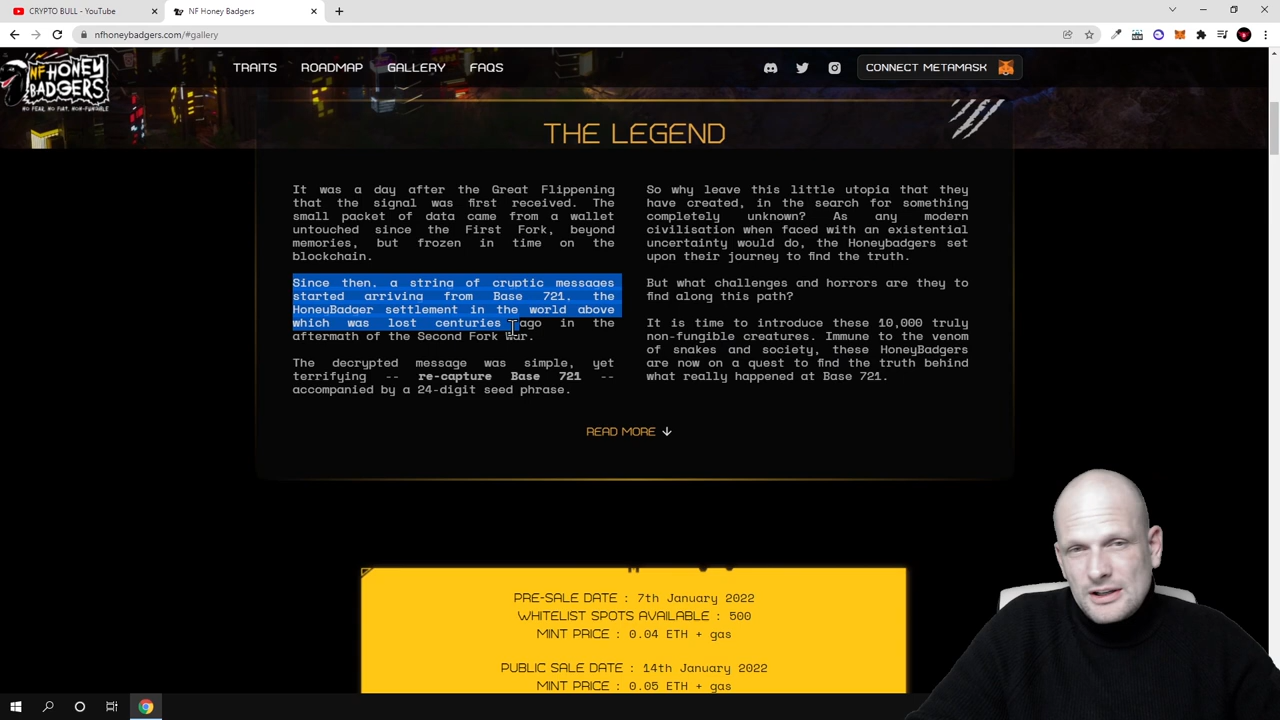 CRYPTO BULL - YouTube
NF Honey Badgers
nfhoneybadgers.com/#gallery
NF HONEY
BADGERS
NO FEAR, NO FIAT, NON-FUNGIBLE
TRAITS
ROADMAP
GALLERY
FAQS
CONNECT METAMASK
THE LEGEND
It was a day after the Great Flippening
that the signal was first received. The
small packet of data came from a wallet
untouched since the First Fork, beyond
memories, but frozen in time on the
blockchain.
Since then, a string of cryptic messages
started arriving from Base 721, the
HoneyBadger settlement in the world above
which was lost centuries ago in the
aftermath of the Second Fork War.
The decrypted message was simple, yet
terrifying -- re-capture Base 721 --
accompanied by a 24-digit seed phrase.
So why leave this little utopia that they
have created, in the search for something
completely unknown? As any modern
civilisation when faced with an existential
uncertainty would do, the Honeybadgers set
upon their journey to find the truth.
But what challenges and horrors are they to
find along this path?
It is time to introduce these 10,000 truly
non-fungible creatures. Immune to the venom
of snakes and society, these HoneyBadgers
are now on a quest to find the truth behind
what really happened at Base 721.
READ MORE ↓
PRE-SALE DATE : 7th January 2022
WHITELIST SPOTS AVAILABLE : 500
MINT PRICE : 0.04 ETH + gas
PUBLIC SALE DATE : 14th January 2022
MINT PRICE : 0.05 ETH + gas